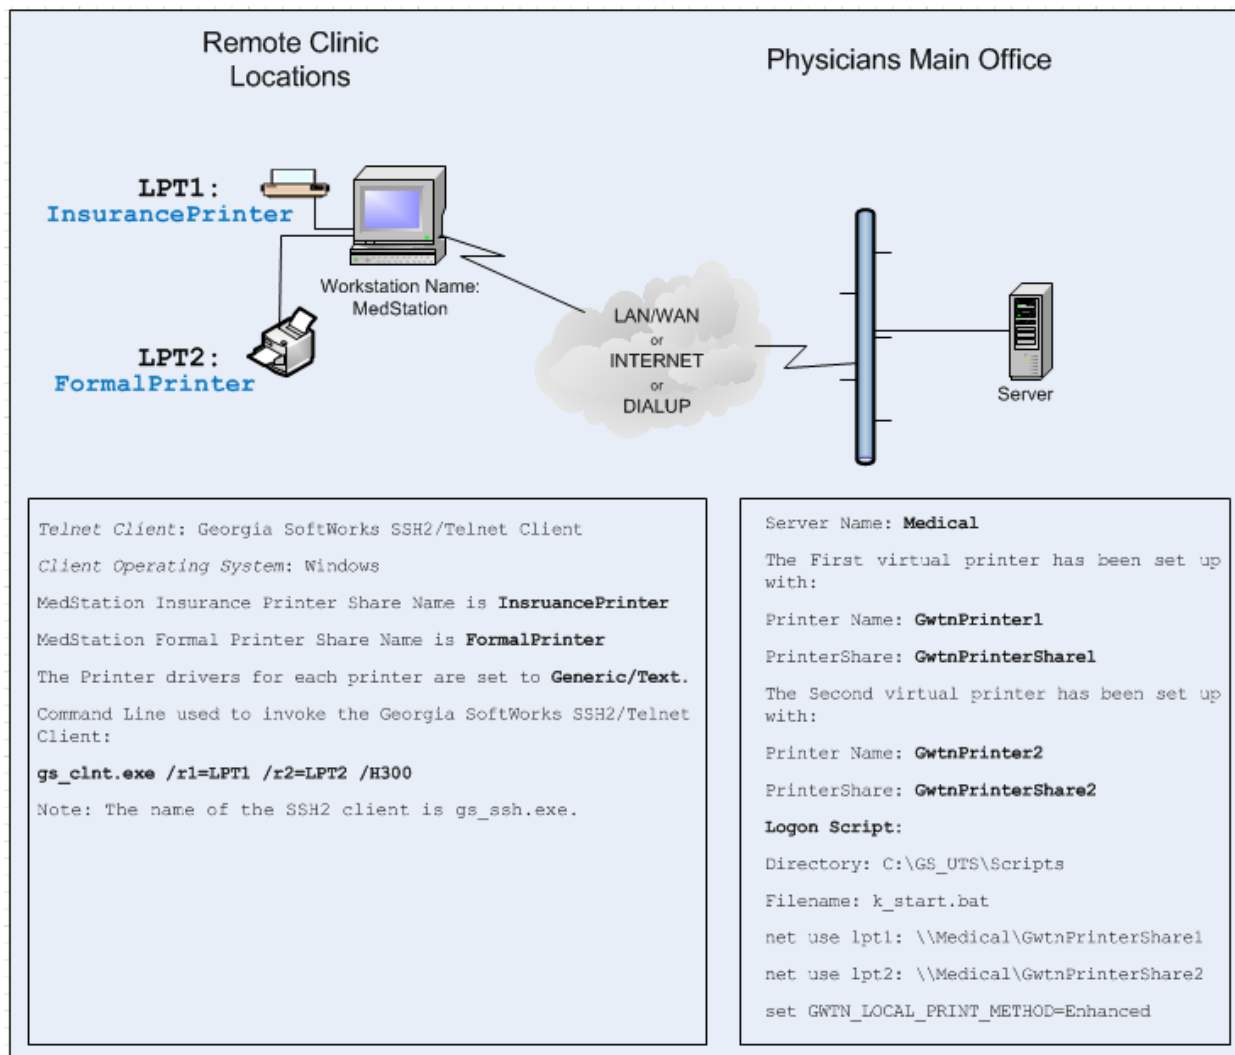 Remote Clinic
Locations
Physicians Main Office
LPT1:
InsurancePrinter
Workstation Name:
MedStation
LPT2:
FormalPrinter
LAN/WAN
or
INTERNET
or
DIALUP
Server
Telnet Client: Georgia SoftWorks SSH2/Telnet Client
Client Operating System: Windows
MedStation Insurance Printer Share Name is InsruancePrinter
MedStation Formal Printer Share Name is FormalPrinter
The Printer drivers for each printer are set to Generic/Text.
Command Line used to invoke the Georgia SoftWorks SSH2/Telnet
Client:
gs_clnt.exe /r1=LPT1 /r2=LPT2 /H300
Note: The name of the SSH2 client is gs_ssh.exe.
Server Name: Medical
The First virtual printer has been set up
with:
Printer Name: GwtnPrinter1
PrinterShare: GwtnPrinterShare1
The Second virtual printer has been set up
with:
Printer Name: GwtnPrinter2
PrinterShare: GwtnPrinterShare2
Logon Script:
Directory: C:\GS_UTS\Scripts
Filename: k_start.bat
net use lpt1: \\Medical\GwtnPrinterShare1
net use lpt2: \\Medical\GwtnPrinterShare2
set GWTN_LOCAL_PRINT_METHOD=Enhanced